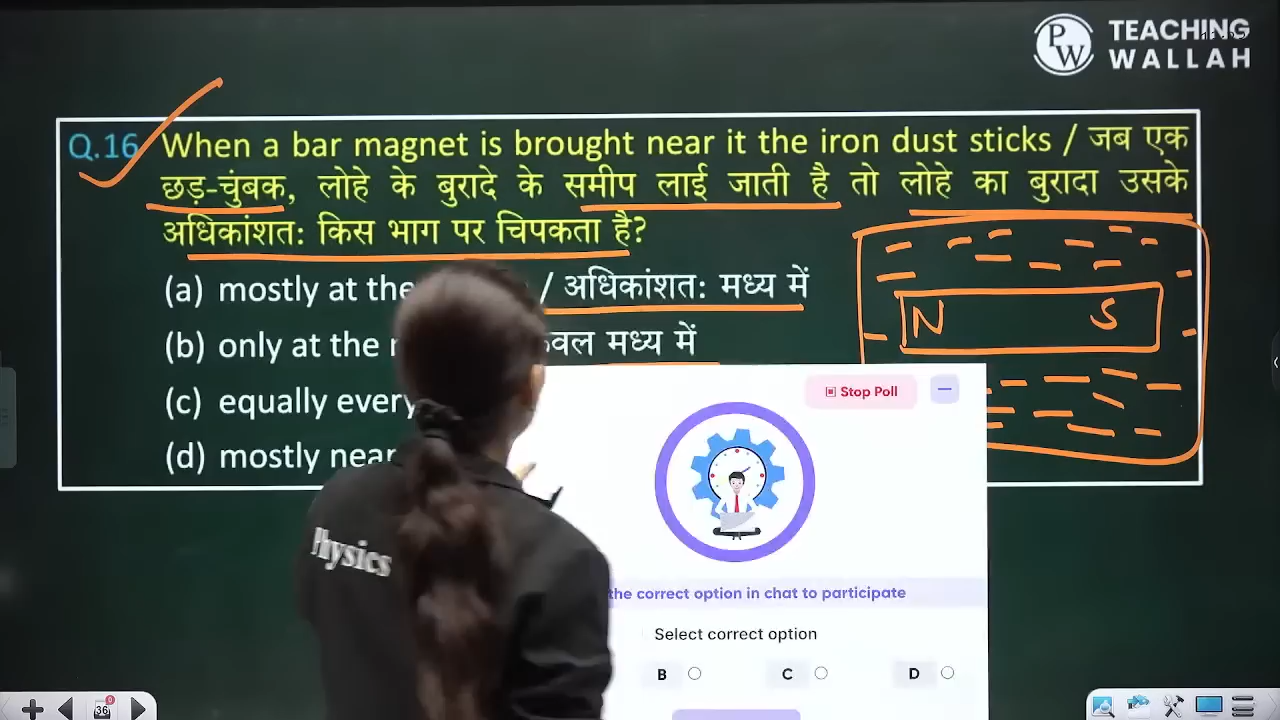 TEACHING
WALLAH
PW
Q.16 When a bar magnet is brought near it the iron dust sticks / जब एक
छड़-चुंबक, लोहे के बुरादे के समीप लाई जाती है तो लोहे का बुरादा उसके
अधिकांशत: किस भाग पर चिपकता है?
(a) mostly at the / अधिकांशत: मध्य में
(b) only at the मध्य में
(c) equally
(d) mostly near
N S
Stop Poll
Physics
the correct option in chat to participate
Select correct option
B C D
36